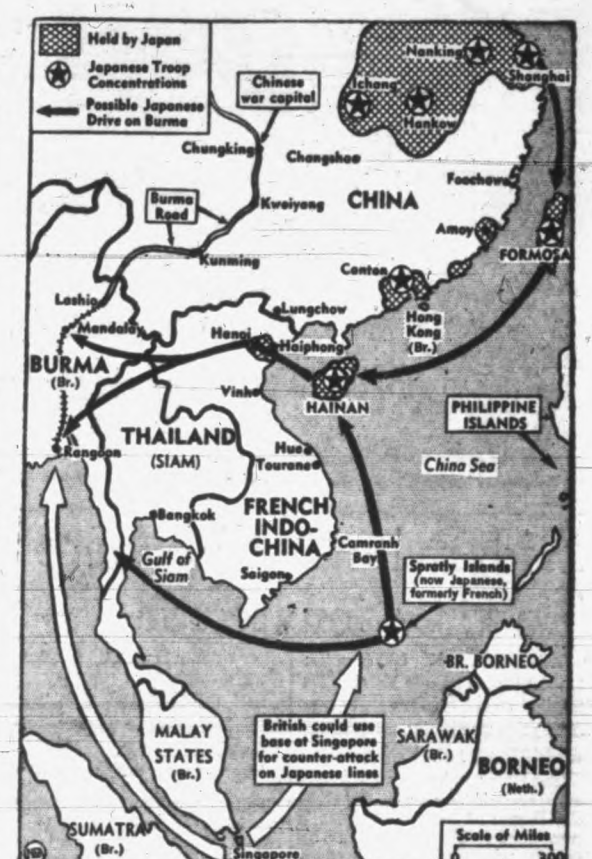 Held by Japan
Japanese Troop
Concentrations
Possible Japanese
Drive on Burma
Chinese
war capital
Nanking
Shanghai
Ichang
Hankow
Chungking
Changshae
Foochow
Burma
Road
Kweiyang
CHINA
Amoy
FORMOSA
Kunming
Canton
Lashio
Mandalay
Lungchow
Hong
Kong
(Br.)
Hanoi
Haiphong
BURMA
(Br.)
HAINAN
Vinh
PHILIPPINE
ISLANDS
THAILAND
(SIAM)
Rangoon
Hue
Tourane
China Sea
FRENCH
INDO-
CHINA
Bangkok
Camranh
Bay
Gulf of
Siam
Saigon
Spratly Islands
(now Japanese,
formerly French)
BR. BORNEO
MALAY
STATES
(Br.)
British could use
base at Singapore
for counter-attack
on Japanese lines
SARAWAK
(Br.)
BORNEO
(Neth.)
SUMATRA
(Br.)
Singapore
Scale of Miles
300